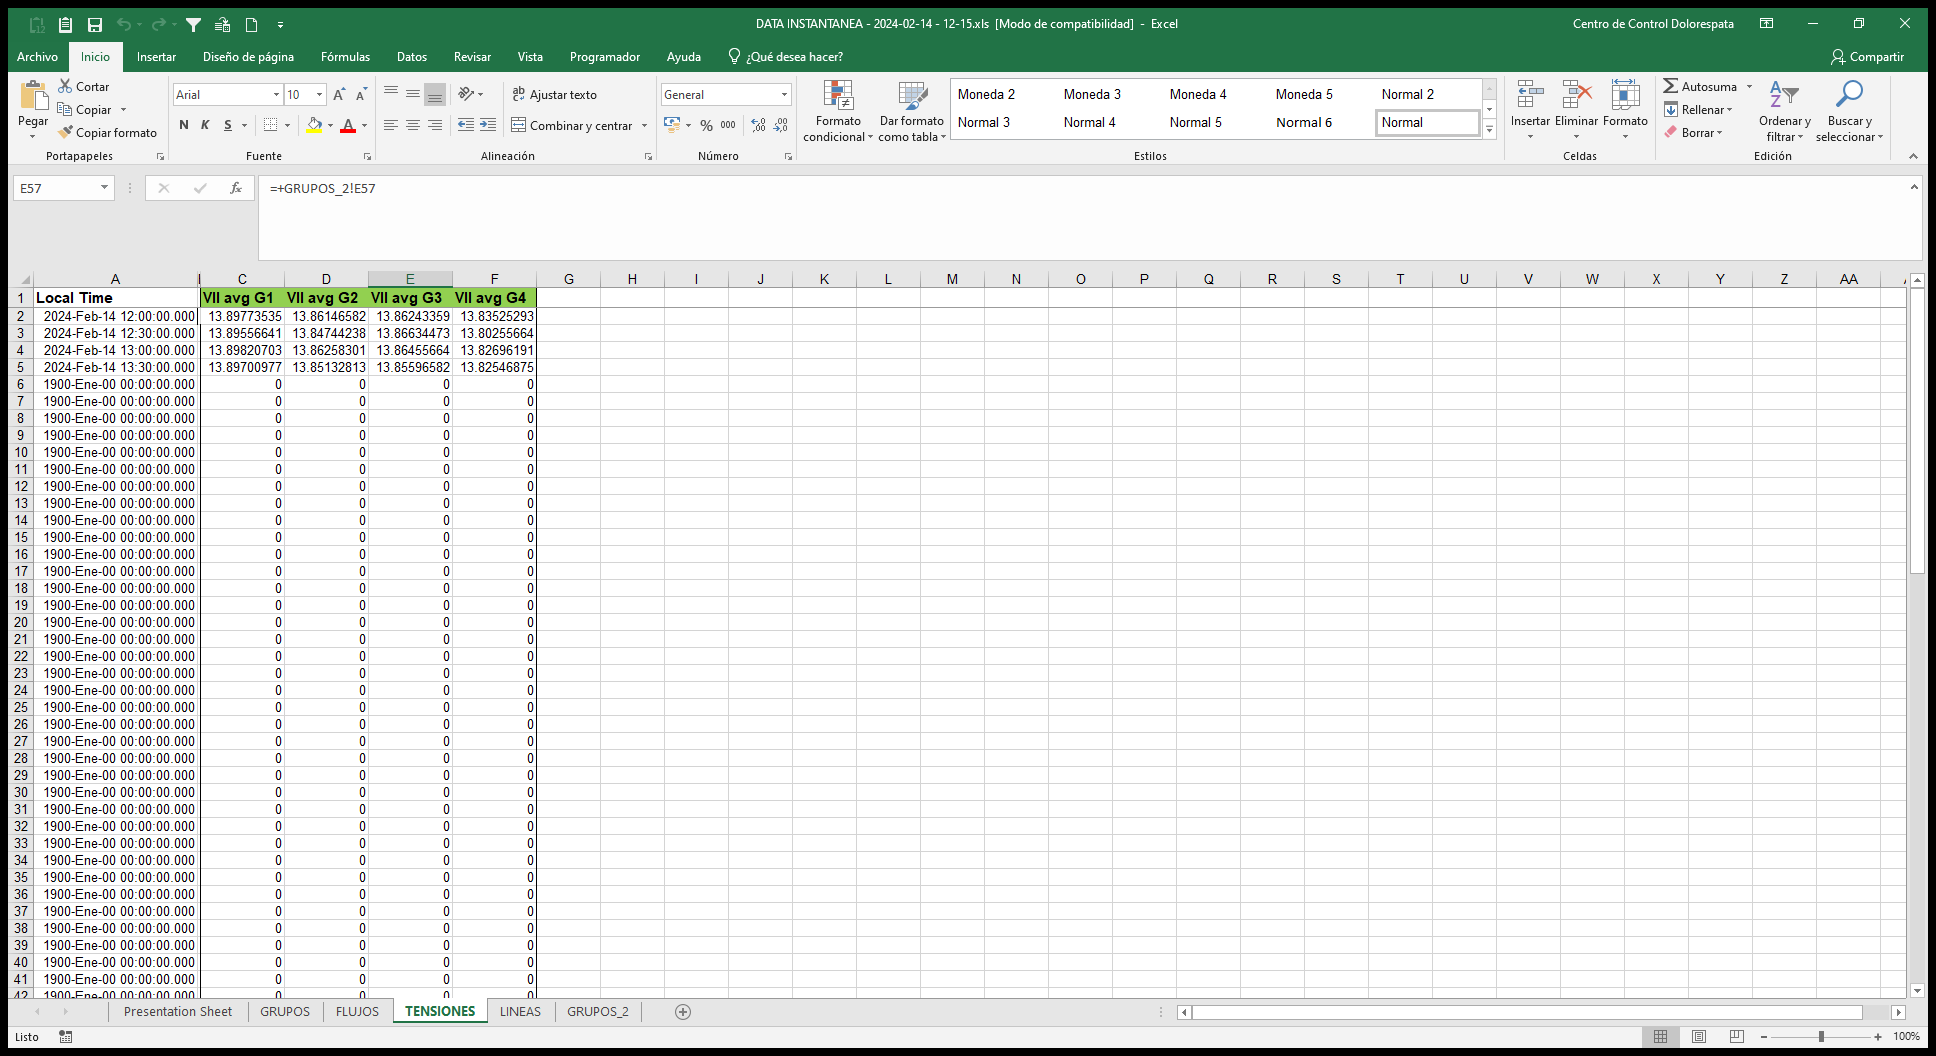 DATA INSTANTANEA - 2024-02-14 - 12-15.xls [Modo de compatibilidad] - Excel
Centro de Control Dolorespata
Archivo Inicio Insertar Diseño de página Fórmulas Datos Revisar Vista Programador Ayuda ¿Qué desea hacer? Compartir
Pegar
Cortar
Copiar
Copiar formato
Portapapeles
Arial 10
N K S
Fuente
Ajustar texto
Combinar y centrar
Alineación
General
% 000
Número
Formato condicional
Dar formato como tabla
Moneda 2 Moneda 3 Moneda 4 Moneda 5 Normal 2
Normal 3 Normal 4 Normal 5 Normal 6 Normal
Estilos
Insertar Eliminar Formato
Celdas
Autosuma
Rellenar
Borrar
Ordenar y filtrar
Buscar y seleccionar
Edición
E57 fx =+GRUPOS_2!E57
A C D E F G H I J K L M N O P Q R S T U V W X Y Z AA
1 Local Time VII avg G1 VII avg G2 VII avg G3 VII avg G4
2 2024-Feb-14 12:00:00.000 13.89773535 13.86146582 13.86243359 13.83525293
3 2024-Feb-14 12:30:00.000 13.89556641 13.84744238 13.86634473 13.80255664
4 2024-Feb-14 13:00:00.000 13.89820703 13.86258301 13.86455664 13.82696191
5 2024-Feb-14 13:30:00.000 13.89700977 13.85132813 13.85596582 13.82546875
6 1900-Ene-00 00:00:00.000 0 0 0 0
7 1900-Ene-00 00:00:00.000 0 0 0 0
8 1900-Ene-00 00:00:00.000 0 0 0 0
9 1900-Ene-00 00:00:00.000 0 0 0 0
10 1900-Ene-00 00:00:00.000 0 0 0 0
11 1900-Ene-00 00:00:00.000 0 0 0 0
12 1900-Ene-00 00:00:00.000 0 0 0 0
13 1900-Ene-00 00:00:00.000 0 0 0 0
14 1900-Ene-00 00:00:00.000 0 0 0 0
15 1900-Ene-00 00:00:00.000 0 0 0 0
16 1900-Ene-00 00:00:00.000 0 0 0 0
17 1900-Ene-00 00:00:00.000 0 0 0 0
18 1900-Ene-00 00:00:00.000 0 0 0 0
19 1900-Ene-00 00:00:00.000 0 0 0 0
20 1900-Ene-00 00:00:00.000 0 0 0 0
21 1900-Ene-00 00:00:00.000 0 0 0 0
22 1900-Ene-00 00:00:00.000 0 0 0 0
23 1900-Ene-00 00:00:00.000 0 0 0 0
24 1900-Ene-00 00:00:00.000 0 0 0 0
25 1900-Ene-00 00:00:00.000 0 0 0 0
26 1900-Ene-00 00:00:00.000 0 0 0 0
27 1900-Ene-00 00:00:00.000 0 0 0 0
28 1900-Ene-00 00:00:00.000 0 0 0 0
29 1900-Ene-00 00:00:00.000 0 0 0 0
30 1900-Ene-00 00:00:00.000 0 0 0 0
31 1900-Ene-00 00:00:00.000 0 0 0 0
32 1900-Ene-00 00:00:00.000 0 0 0 0
33 1900-Ene-00 00:00:00.000 0 0 0 0
34 1900-Ene-00 00:00:00.000 0 0 0 0
35 1900-Ene-00 00:00:00.000 0 0 0 0
36 1900-Ene-00 00:00:00.000 0 0 0 0
37 1900-Ene-00 00:00:00.000 0 0 0 0
38 1900-Ene-00 00:00:00.000 0 0 0 0
39 1900-Ene-00 00:00:00.000 0 0 0 0
40 1900-Ene-00 00:00:00.000 0 0 0 0
41 1900-Ene-00 00:00:00.000 0 0 0 0
42 1900-Ene-00 00:00:00.000 0 0 0 0
Presentation Sheet GRUPOS FLUJOS TENSIONES LINEAS GRUPOS_2
Listo 100%